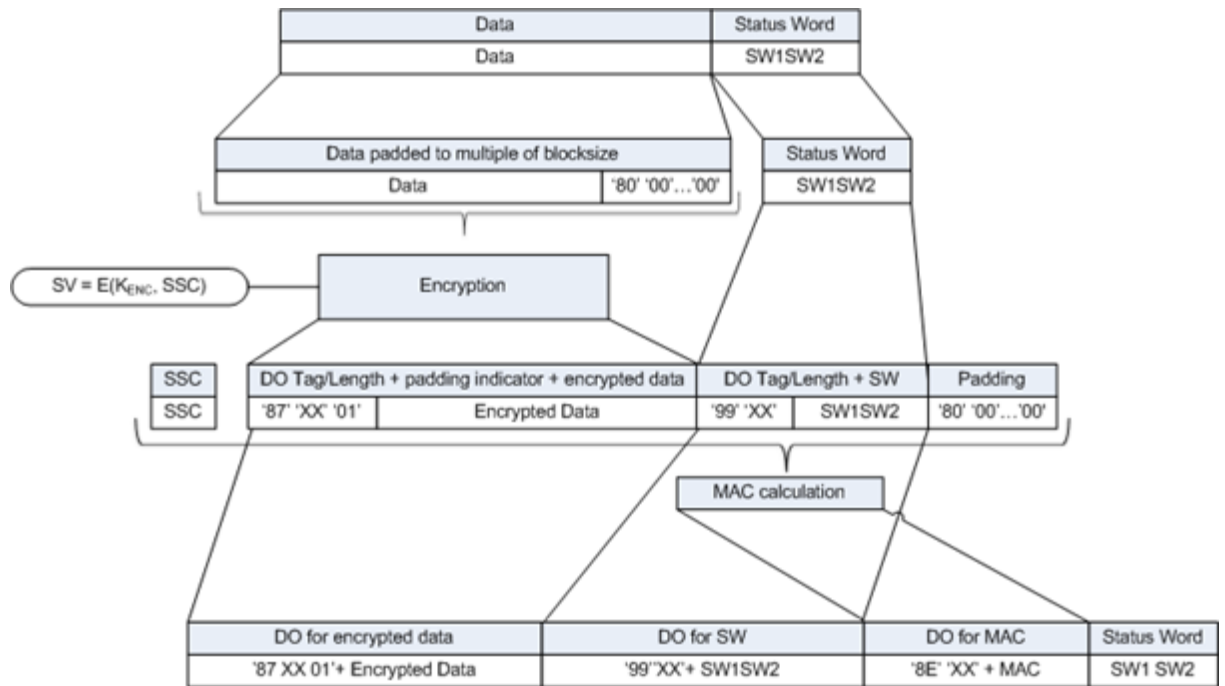 Data Status Word
Data SW1SW2
Data padded to multiple of blocksize Status Word
Data '80' '00'...'00' SW1SW2
SV = E(KENC, SSC) Encryption
SSC DO Tag/Length + padding indicator + encrypted data DO Tag/Length + SW Padding
SSC '87' 'XX' '01' Encrypted Data '99' 'XX' SW1SW2 '80' '00'...'00'
MAC calculation
DO for encrypted data DO for SW DO for MAC Status Word
'87 XX 01'+ Encrypted Data '99''XX'+ SW1SW2 '8E' 'XX' + MAC SW1 SW2